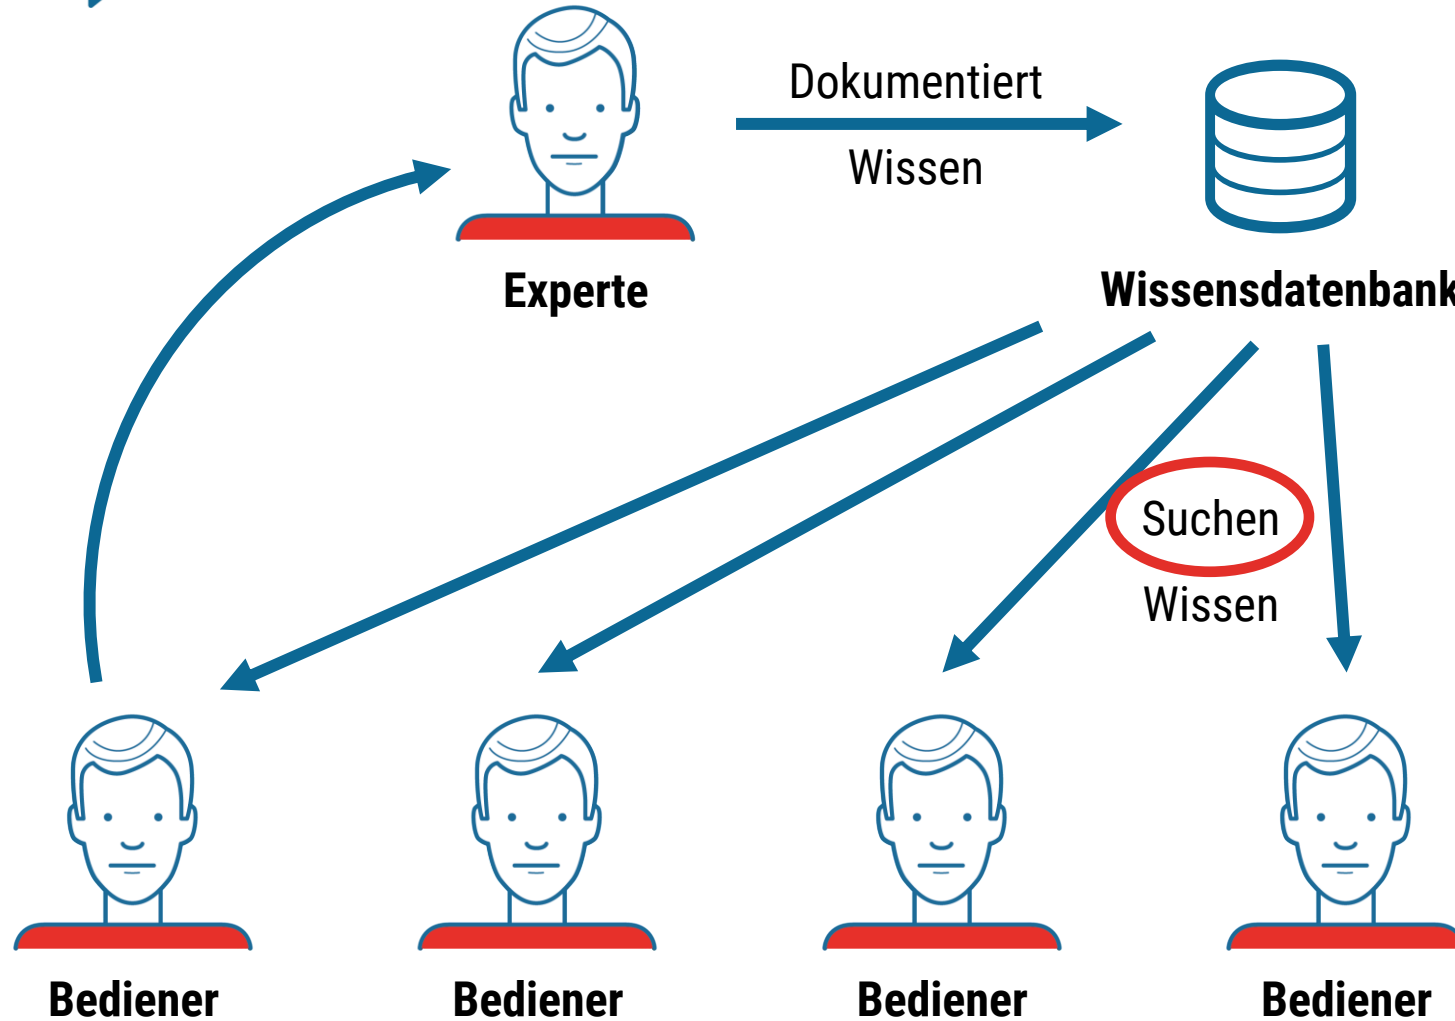 Dokumentiert
Wissen
Experte
Wissensdatenbank
Suchen
Wissen
Bediener
Bediener
Bediener
Bediener